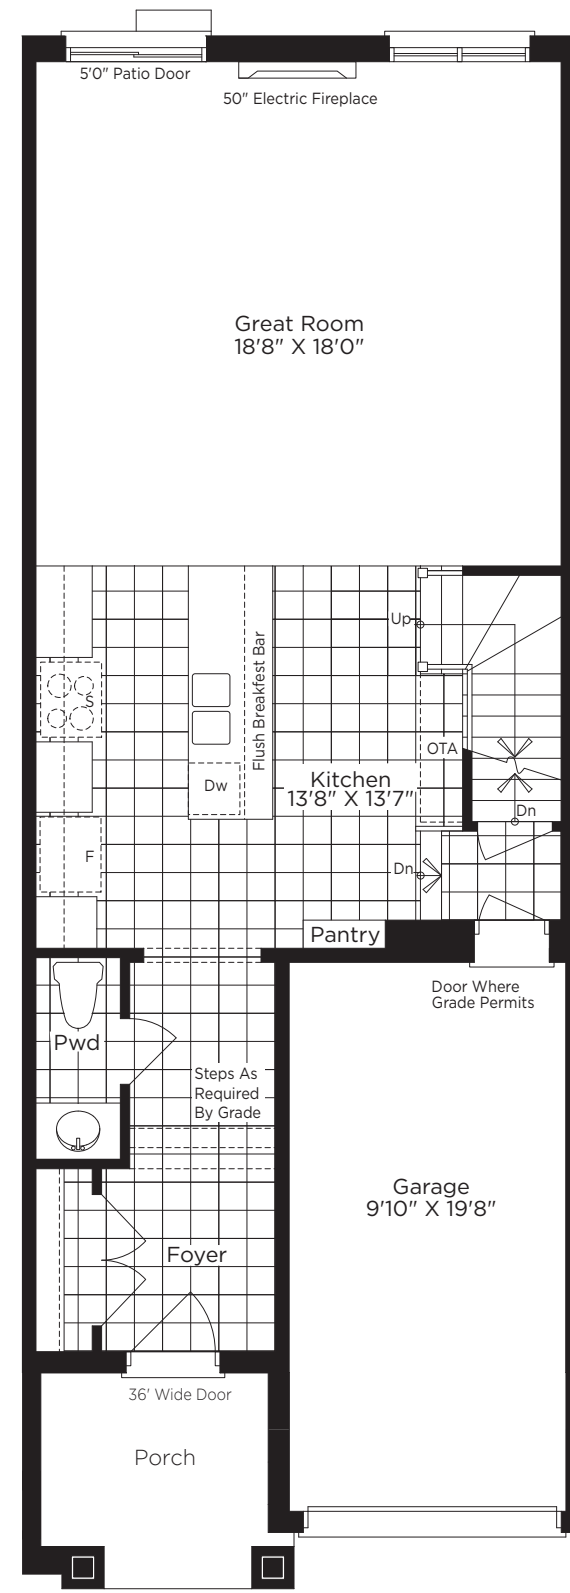 5'0" Patio Door
50" Electric Fireplace
Great Room
18'8" X 18'0"
Up
Flush Breakfest Bar
S
OTA
Kitchen
13'8" X 13'7"
Dw
Dn
F
Dn
Pantry
Door Where
Grade Permits
Pwd
Steps As
Required
By Grade
Garage
9'10" X 19'8"
Foyer
36' Wide Door
Porch